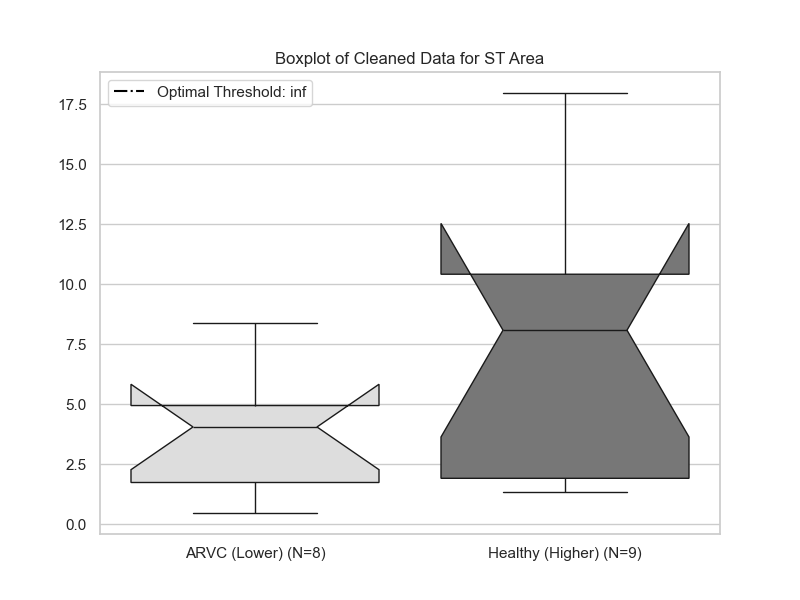 Boxplot of Cleaned Data for ST Area
Optimal Threshold: inf
17.5
15.0
12.5
10.0
7.5
5.0
2.5
0.0
ARVC (Lower) (N=8)
Healthy (Higher) (N=9)